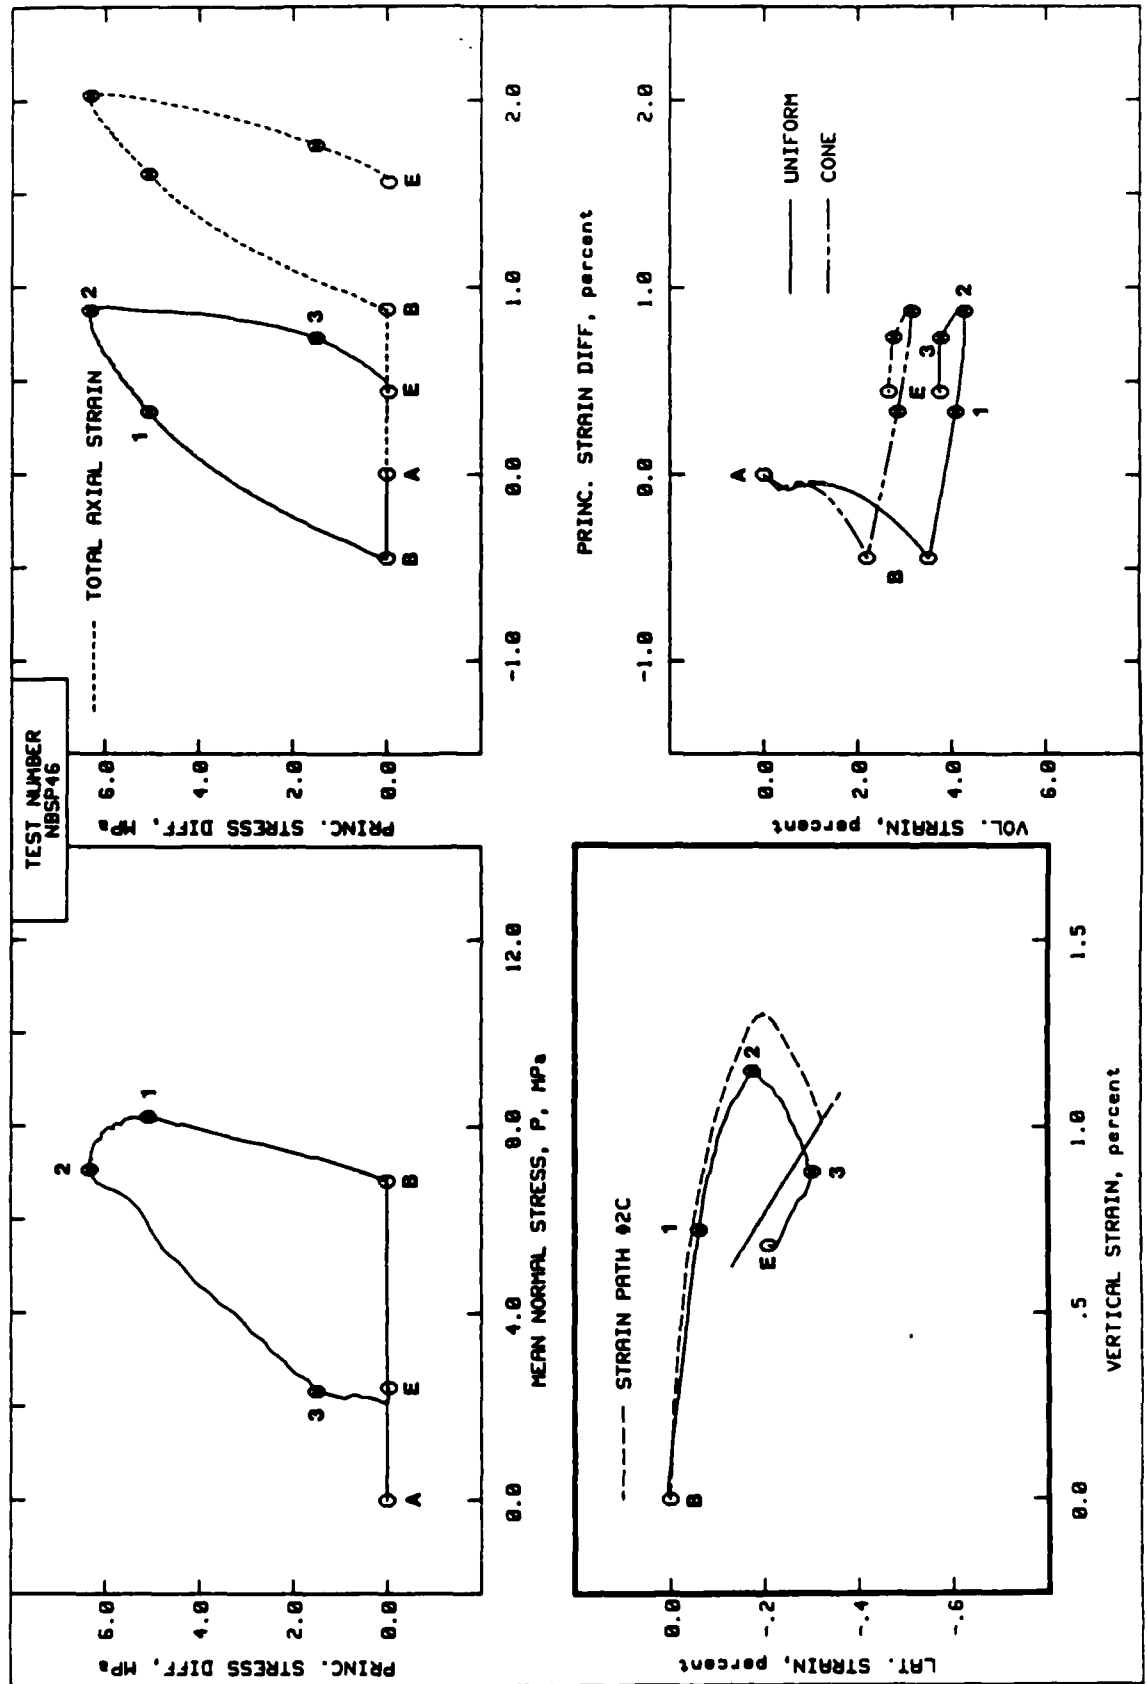 TEST NUMBER
NBSP46
PRINC. STRESS DIFF, MPa
6.0
4.0
2.0
0.0
2
1
3
A
E
B
0.0
4.0
8.0
12.0
MEAN NORMAL STRESS, P, MPa
PRINC. STRESS DIFF, MPa
6.0
4.0
2.0
0.0
TOTAL AXIAL STRAIN
1
2
3
B
A
E
B
E
-1.0
0.0
1.0
2.0
PRINC. STRAIN DIFF, percent
LAT. STRAIN, percent
0.0
-.2
-.4
-.6
STRAIN PATH #2C
B
1
2
3
E
0.0
.5
1.0
1.5
VERTICAL STRAIN, percent
VOL. STRAIN, percent
0.0
2.0
4.0
6.0
-1.0
0.0
1.0
2.0
UNIFORM
CONE
A
B
E
3
1
2